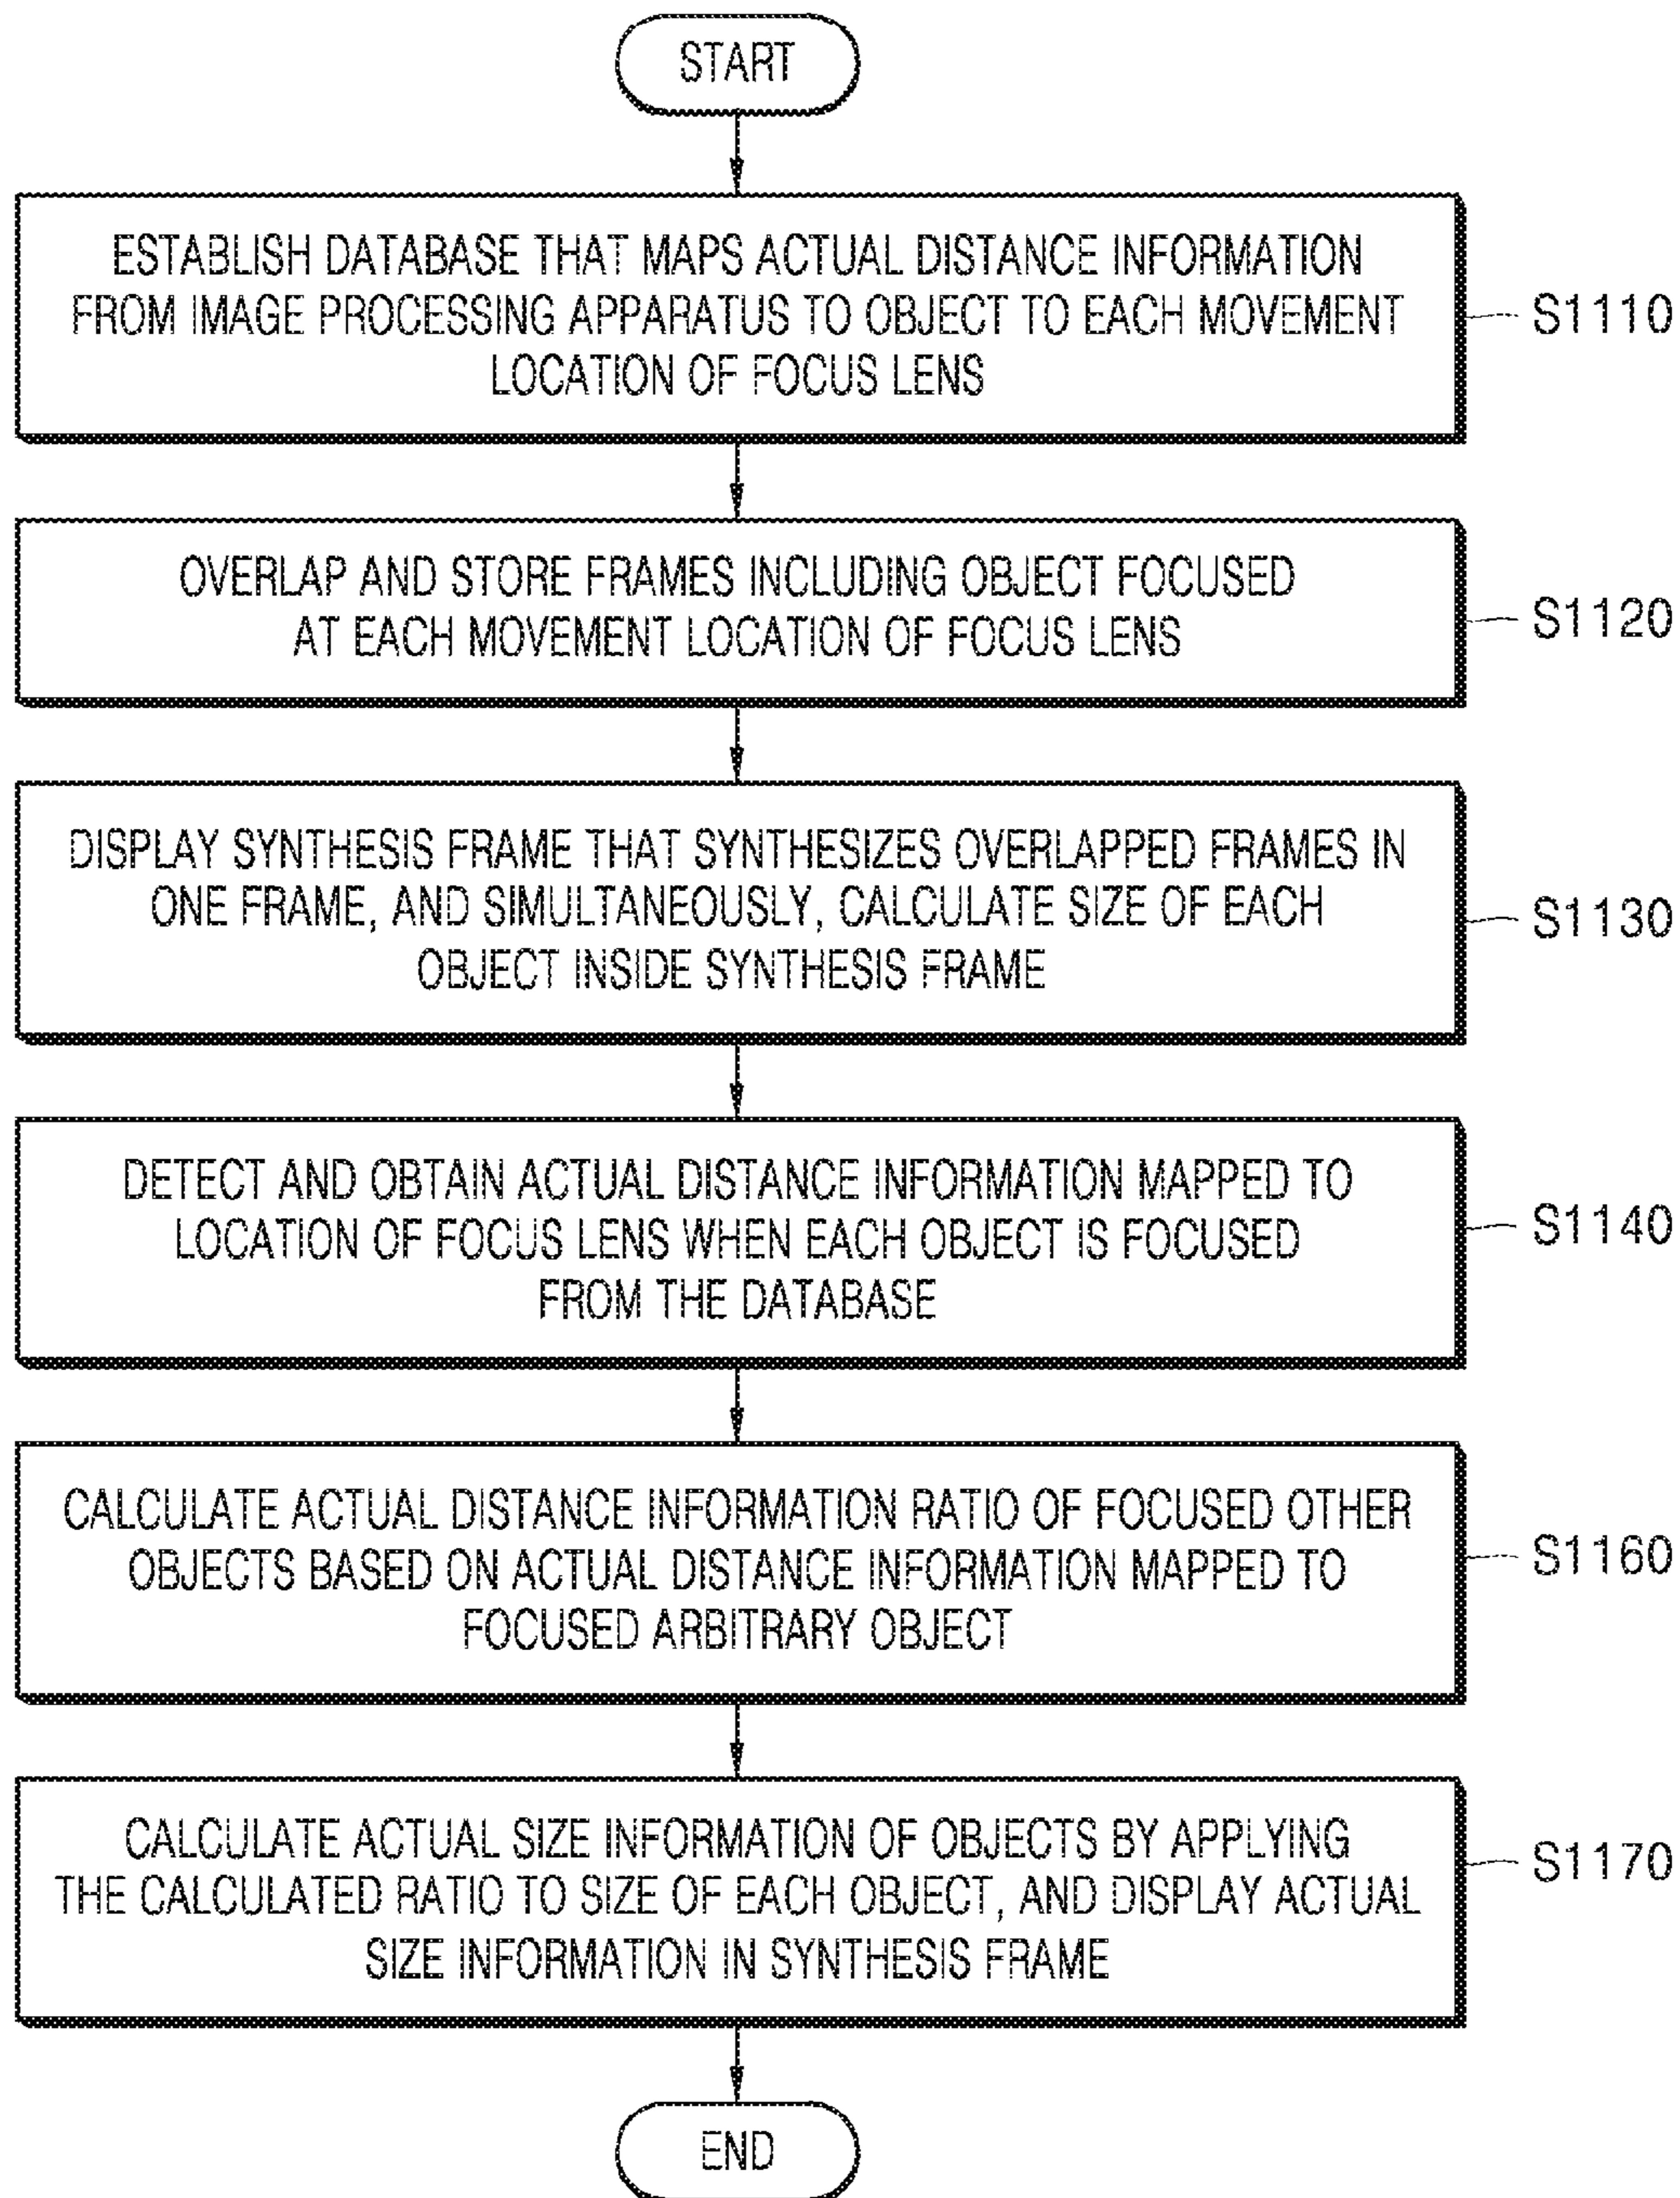 START
ESTABLISH DATABASE THAT MAPS ACTUAL DISTANCE INFORMATION
FROM IMAGE PROCESSING APPARATUS TO OBJECT TO EACH MOVEMENT
LOCATION OF FOCUS LENS
S1110
OVERLAP AND STORE FRAMES INCLUDING OBJECT FOCUSED
AT EACH MOVEMENT LOCATION OF FOCUS LENS
S1120
DISPLAY SYNTHESIS FRAME THAT SYNTHESIZES OVERLAPPED FRAMES IN
ONE FRAME, AND SIMULTANEOUSLY, CALCULATE SIZE OF EACH
OBJECT INSIDE SYNTHESIS FRAME
S1130
DETECT AND OBTAIN ACTUAL DISTANCE INFORMATION MAPPED TO
LOCATION OF FOCUS LENS WHEN EACH OBJECT IS FOCUSED
FROM THE DATABASE
S1140
CALCULATE ACTUAL DISTANCE INFORMATION RATIO OF FOCUSED OTHER
OBJECTS BASED ON ACTUAL DISTANCE INFORMATION MAPPED TO
FOCUSED ARBITRARY OBJECT
S1160
CALCULATE ACTUAL SIZE INFORMATION OF OBJECTS BY APPLYING
THE CALCULATED RATIO TO SIZE OF EACH OBJECT, AND DISPLAY ACTUAL
SIZE INFORMATION IN SYNTHESIS FRAME
S1170
END